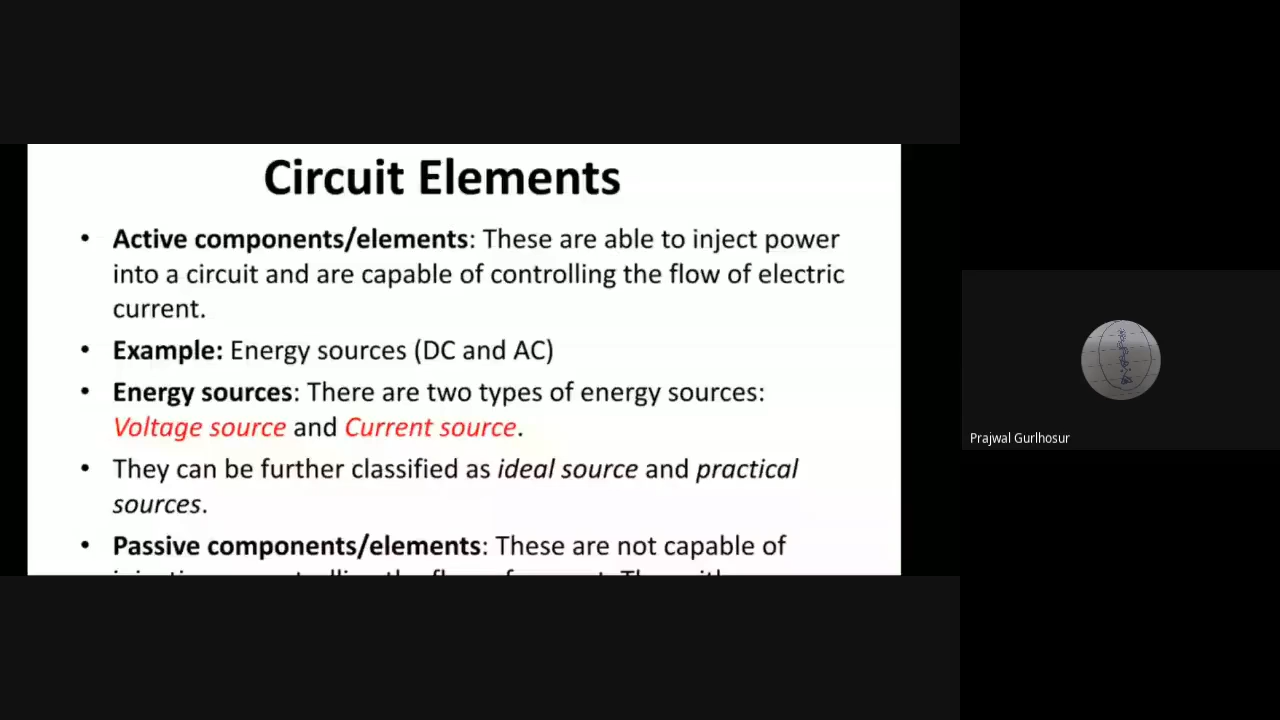 Circuit Elements
• Active components/elements: These are able to inject power
into a circuit and are capable of controlling the flow of electric
current.
• Example: Energy sources (DC and AC)
• Energy sources: There are two types of energy sources:
Voltage source and Current source.
• They can be further classified as ideal source and practical
sources.
• Passive components/elements: These are not capable of
Prajwal Gurlhosur